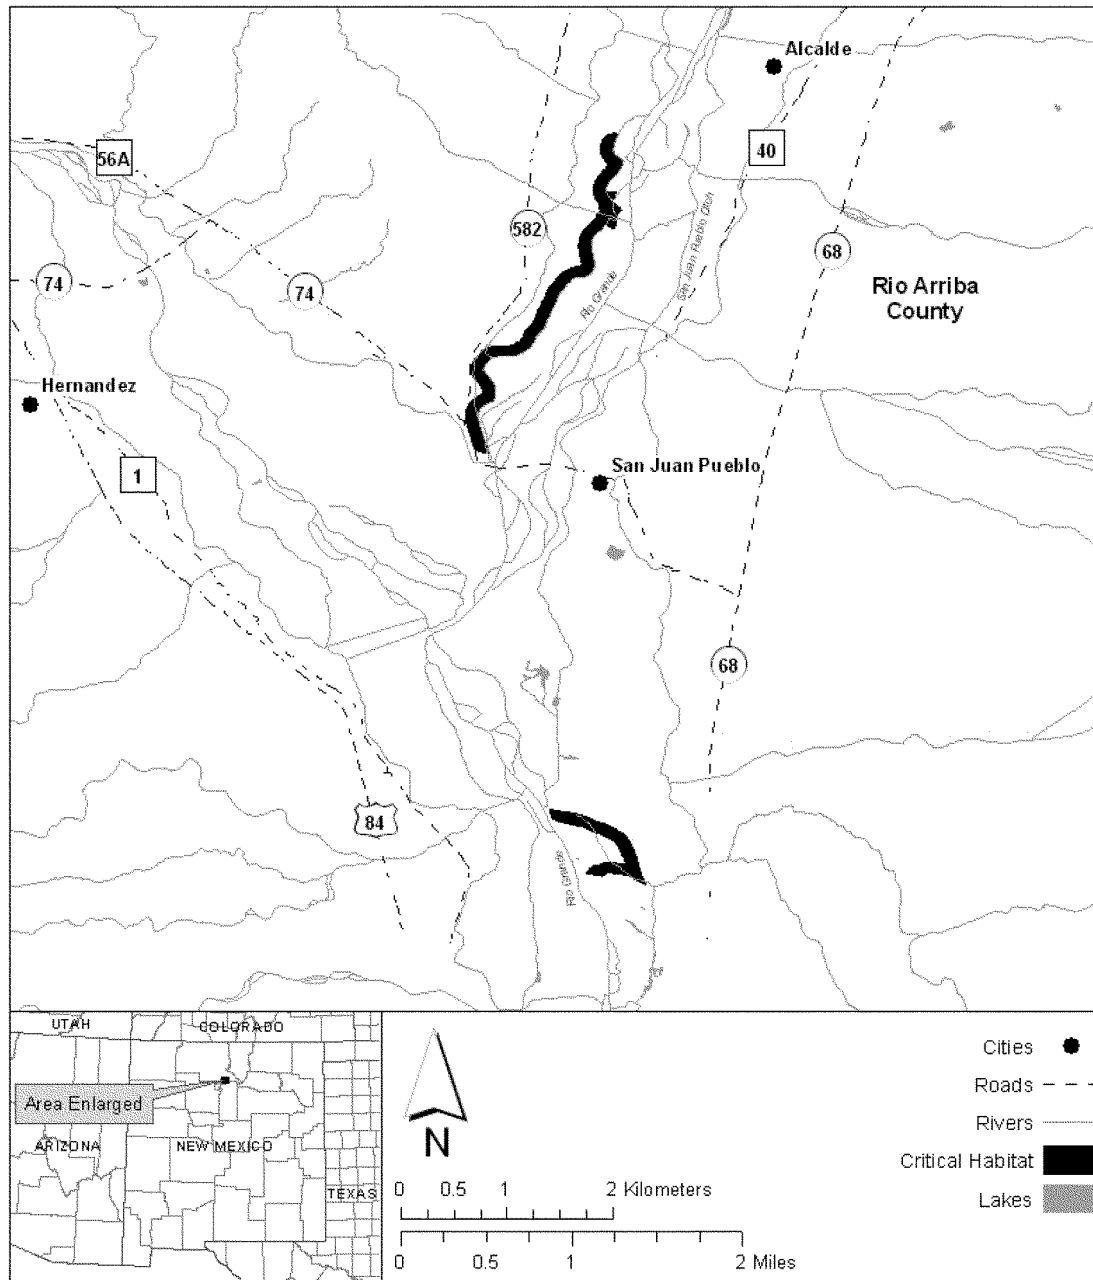 Alcalde
56A
40
582
San Juan Pueblo Ditch
68
74
74
Rio Grande
Rio Arriba
County
Hernandez
San Juan Pueblo
1
68
84
Rio Grande
UTAH
COLORADO
Area Enlarged
ARIZONA
NEW MEXICO
TEXAS
N
0 0.5 1 2 Kilometers
0 0.5 1 2 Miles
Cities
Roads
Rivers
Critical Habitat
Lakes